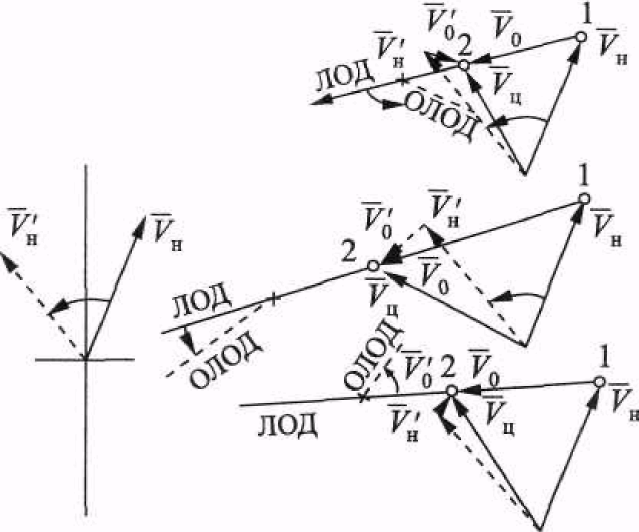 V̅₀′ 2 V̅₀ 1
V̅н′ V̅н
ЛОД V̅ц
ОЛОД
V̅н′ V̅н
1
V̅₀′ V̅н′ V̅н
2 V̅₀
ЛОД V̅ц
ОЛОД
ОЛОД V̅₀′ 2 V̅₀ 1
ЛОД V̅н′ V̅ц V̅н